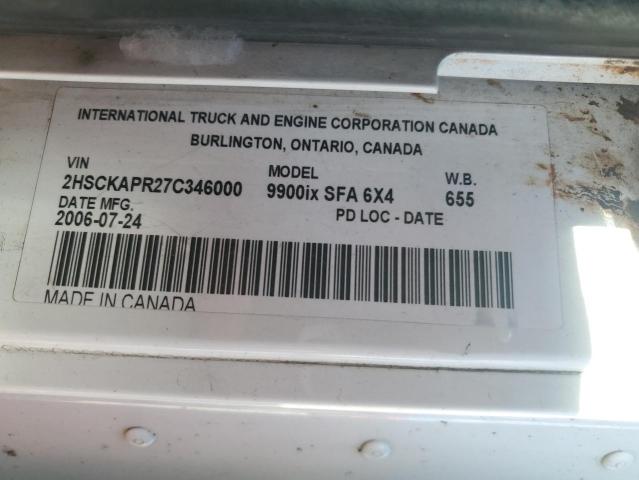 INTERNATIONAL TRUCK AND ENGINE CORPORATION CANADA
BURLINGTON, ONTARIO, CANADA
VIN MODEL W.B.
2HSCKAPR27C346000 9900ix SFA 6X4 655
DATE MFG. PD LOC - DATE
2006-07-24
MADE IN CANADA